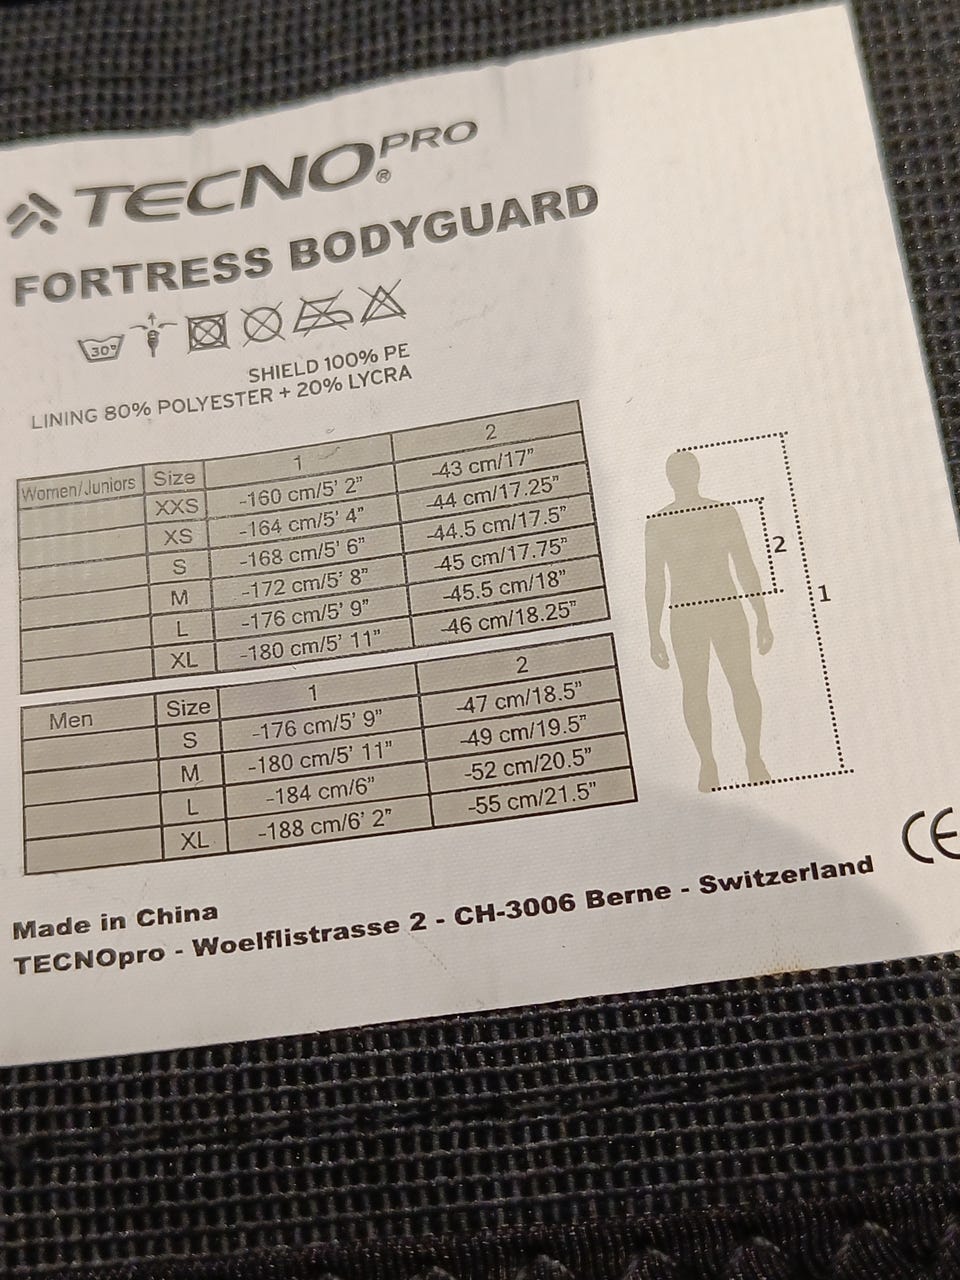 TECNOPRO®
FORTRESS BODYGUARD
30°
SHIELD 100% PE
LINING 80% POLYESTER + 20% LYCRA
Women/Juniors Size 1 2
XXS -160 cm/5' 2” -43 cm/17”
XS -164 cm/5' 4” -44 cm/17.25”
S -168 cm/5' 6” -44.5 cm/17.5”
M -172 cm/5' 8” -45 cm/17.75”
L -176 cm/5' 9” -45.5 cm/18”
XL -180 cm/5' 11” -46 cm/18.25”
Men Size 1 2
S -176 cm/5' 9” -47 cm/18.5”
M -180 cm/5' 11” -49 cm/19.5”
L -184 cm/6” -52 cm/20.5”
XL -188 cm/6' 2” -55 cm/21.5”
2
1
CE
Made in China
TECNOpro - Woelflistrasse 2 - CH-3006 Berne - Switzerland